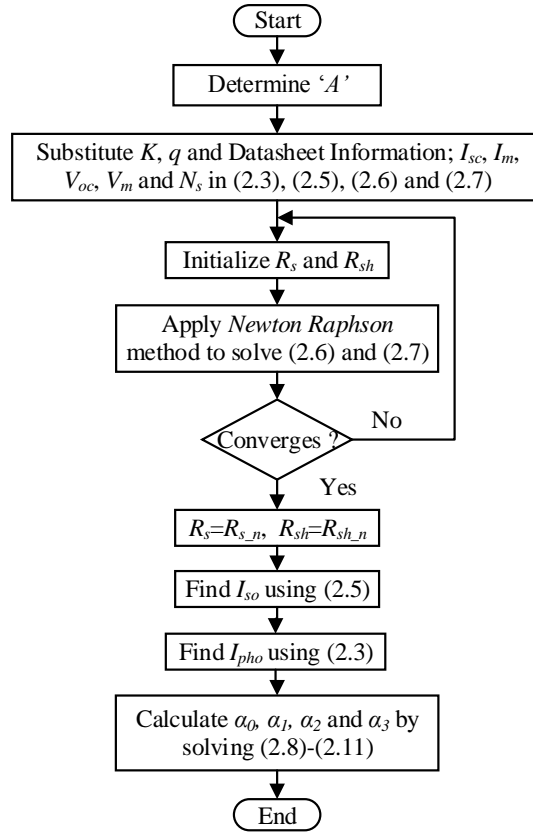 Start
Determine ‘A’
Substitute K, q and Datasheet Information; Isc, Im,
Voc, Vm and Ns in (2.3), (2.5), (2.6) and (2.7)
Initialize Rs and Rsh
Apply Newton Raphson
method to solve (2.6) and (2.7)
No
Converges ?
Yes
Rs=Rs_n, Rsh=Rsh_n
Find Iso using (2.5)
Find Ipho using (2.3)
Calculate α0, α1, α2 and α3 by
solving (2.8)-(2.11)
End